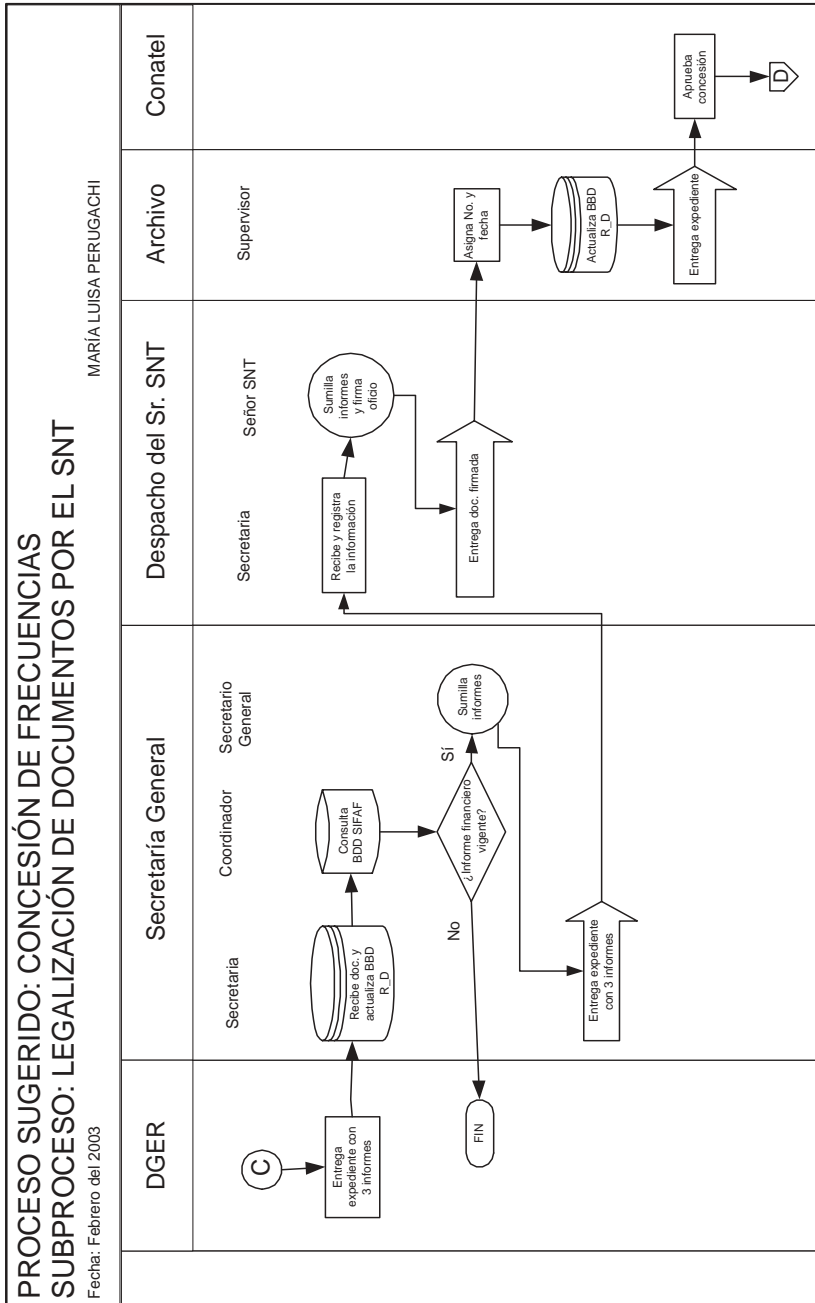 PROCESO SUGERIDO: CONCESIÓN DE FRECUENCIAS
SUBPROCESO: LEGALIZACIÓN DE DOCUMENTOS POR EL SNT
Fecha: Febrero del 2003
MARÍA LUISA PERUGACHI
DGER
Secretaría General
Despacho del Sr. SNT
Archivo
Conatel
Secretaria
Coordinador
Secretario
General
Secretaria
Señor SNT
Supervisor
C
Entrega
expediente con
3 informes
Recibe doc. y
actualiza BBD
R_D
Consulta
BDD SIFAF
¿Informe financiero
vigente?
No
Sí
FIN
Sumilla
informes
Entrega expediente
con 3 informes
Recibe y registra
la información
Sumilla
informes
y firma
oficio
Entrega doc. firmada
Asigna No. y
fecha
Actualiza BBD
R_D
Entrega expediente
Aprueba
concesión
D